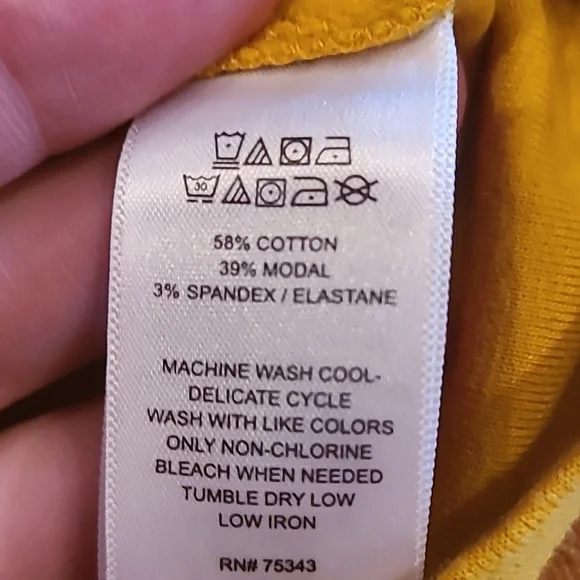 30
58% COTTON
39% MODAL
3% SPANDEX / ELASTANE
MACHINE WASH COOL-
DELICATE CYCLE
WASH WITH LIKE COLORS
ONLY NON-CHLORINE
BLEACH WHEN NEEDED
TUMBLE DRY LOW
LOW IRON
RN# 75343